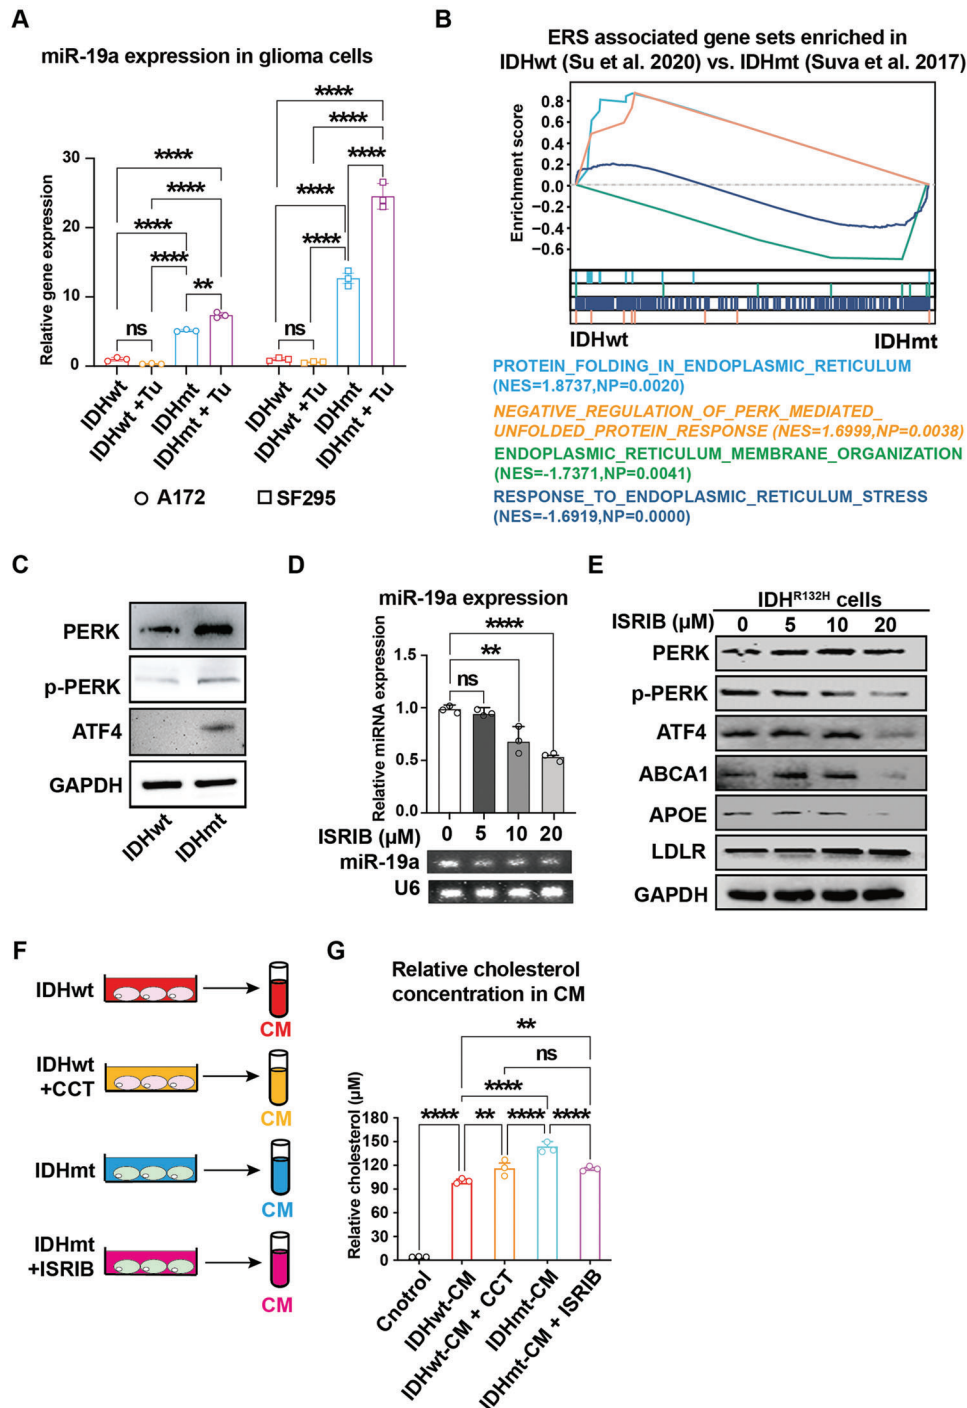 A
miR-19a expression in glioma cells
Relative gene expression
30
20
10
0
****
****
****
****
****
****
****
****
****
ns
**
ns
IDHwt
IDHwt +Tu
IDHmt
IDHmt + Tu
IDHwt
IDHwt +Tu
IDHmt
IDHmt + Tu
A172
SF295
B
ERS associated gene sets enriched in
IDHwt (Su et al. 2020) vs. IDHmt (Suva et al. 2017)
Enrichment score
0.8
0.6
0.4
0.2
0.0
−0.2
−0.4
−0.6
IDHwt
IDHmt
PROTEIN_FOLDING_IN_ENDOPLASMIC_RETICULUM
(NES=1.8737,NP=0.0020)
NEGATIVE_REGULATION_OF_PERK_MEDIATED_
UNFOLDED_PROTEIN_RESPONSE (NES=1.6999,NP=0.0038)
ENDOPLASMIC_RETICULUM_MEMBRANE_ORGANIZATION
(NES=-1.7371,NP=0.0041)
RESPONSE_TO_ENDOPLASMIC_RETICULUM_STRESS
(NES=-1.6919,NP=0.0000)
C
PERK
p-PERK
ATF4
GAPDH
IDHwt
IDHmt
D
miR-19a expression
Relative miRNA expression
1.5
1.0
0.5
0.0
****
**
ns
ISRIB (μM) 0 5 10 20
miR-19a
U6
E
IDHR132H cells
ISRIB (μM) 0 5 10 20
PERK
p-PERK
ATF4
ABCA1
APOE
LDLR
GAPDH
F
IDHwt
CM
IDHwt
+CCT
CM
IDHmt
CM
IDHmt
+ISRIB
CM
G
Relative cholesterol
concentration in CM
Relative cholesterol (μM)
180
150
120
90
60
30
0
**
ns
****
**** ** **** ****
Cnotrol
IDHwt-CM
IDHwt-CM + CCT
IDHmt-CM
IDHmt-CM + ISRIB